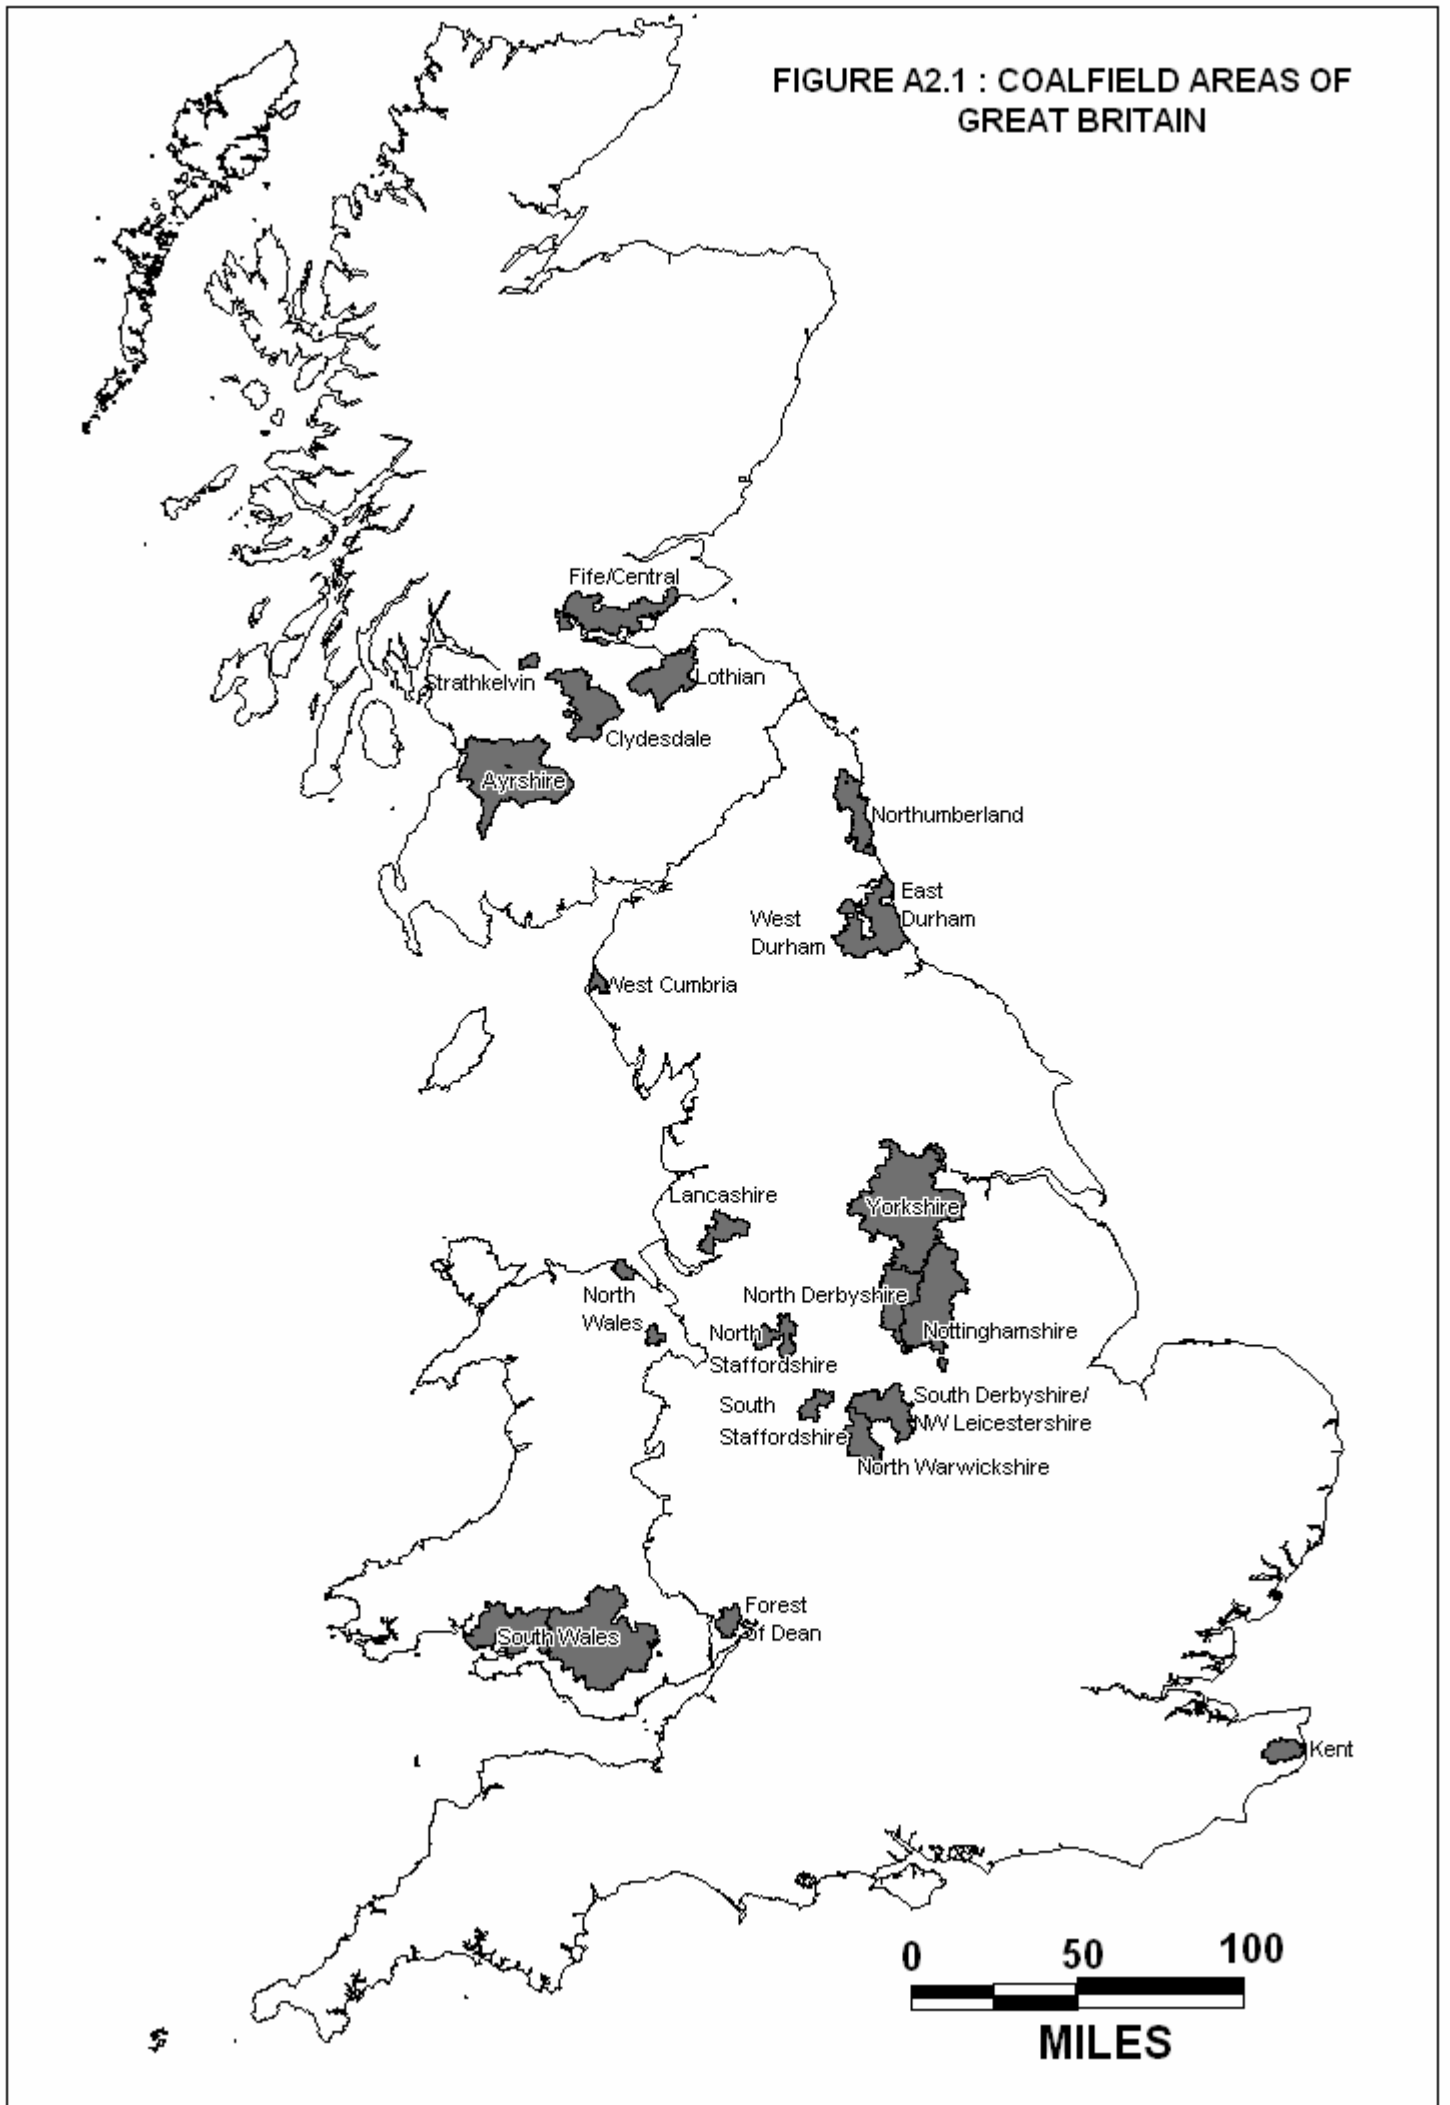 FIGURE A2.1 : COALFIELD AREAS OF
GREAT BRITAIN
Fife/Central
Strathkelvin
Lothian
Clydesdale
Ayrshire
Northumberland
East
Durham
West
Durham
West Cumbria
Lancashire
Yorkshire
North
Wales
North Derbyshire
Nottinghamshire
North
Staffordshire
South
Staffordshire
South Derbyshire/
NW Leicestershire
North Warwickshire
Forest
of Dean
South Wales
Kent
0 50 100
MILES